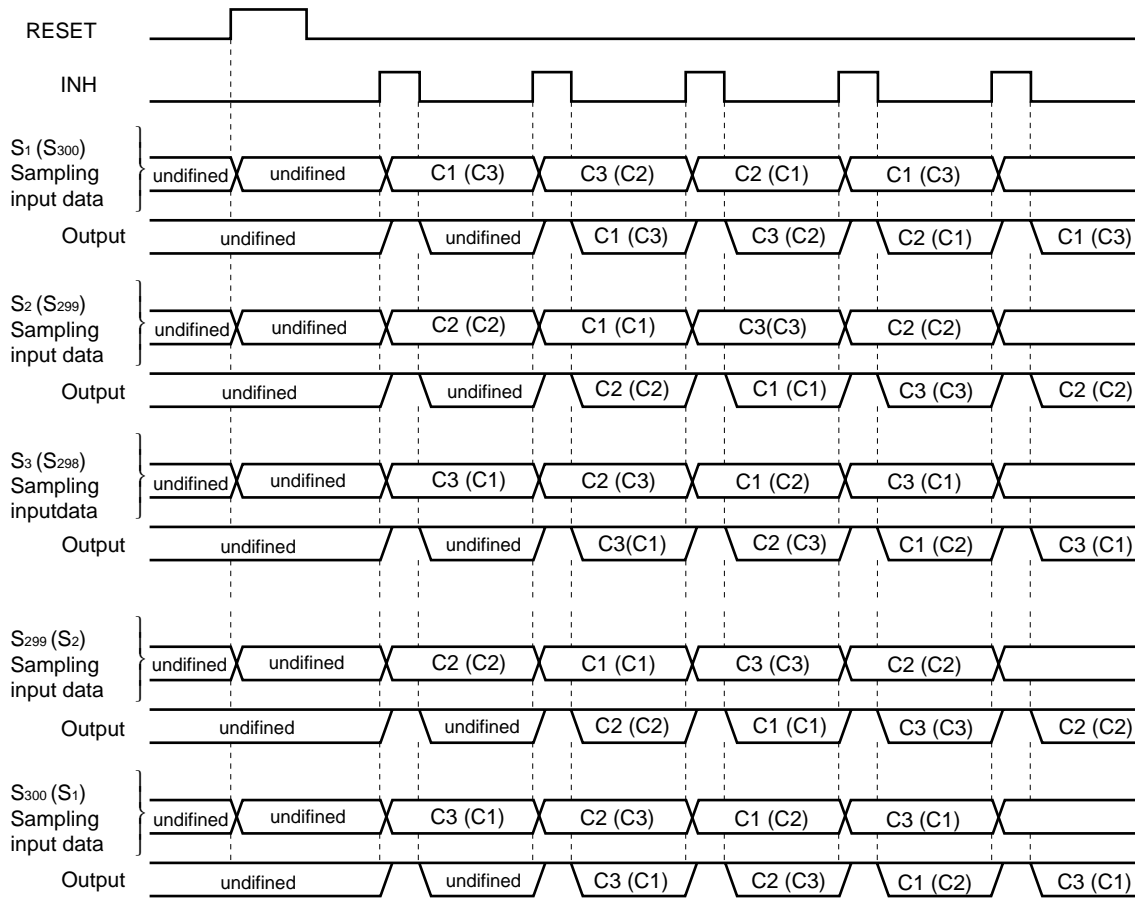 RESET
INH
S1 (S300)
Sampling
input data
undifined undifined C1 (C3) C3 (C2) C2 (C1) C1 (C3)
Output undifined undifined C1 (C3) C3 (C2) C2 (C1) C1 (C3)
S2 (S299)
Sampling
input data
undifined undifined C2 (C2) C1 (C1) C3(C3) C2 (C2)
Output undifined undifined C2 (C2) C1 (C1) C3 (C3) C2 (C2)
S3 (S298)
Sampling
inputdata
undifined undifined C3 (C1) C2 (C3) C1 (C2) C3 (C1)
Output undifined undifined C3(C1) C2 (C3) C1 (C2) C3 (C1)
S299 (S2)
Sampling
input data
undifined undifined C2 (C2) C1 (C1) C3 (C3) C2 (C2)
Output undifined undifined C2 (C2) C1 (C1) C3 (C3) C2 (C2)
S300 (S1)
Sampling
input data
undifined undifined C3 (C1) C2 (C3) C1 (C2) C3 (C1)
Output undifined undifined C3 (C1) C2 (C3) C1 (C2) C3 (C1)